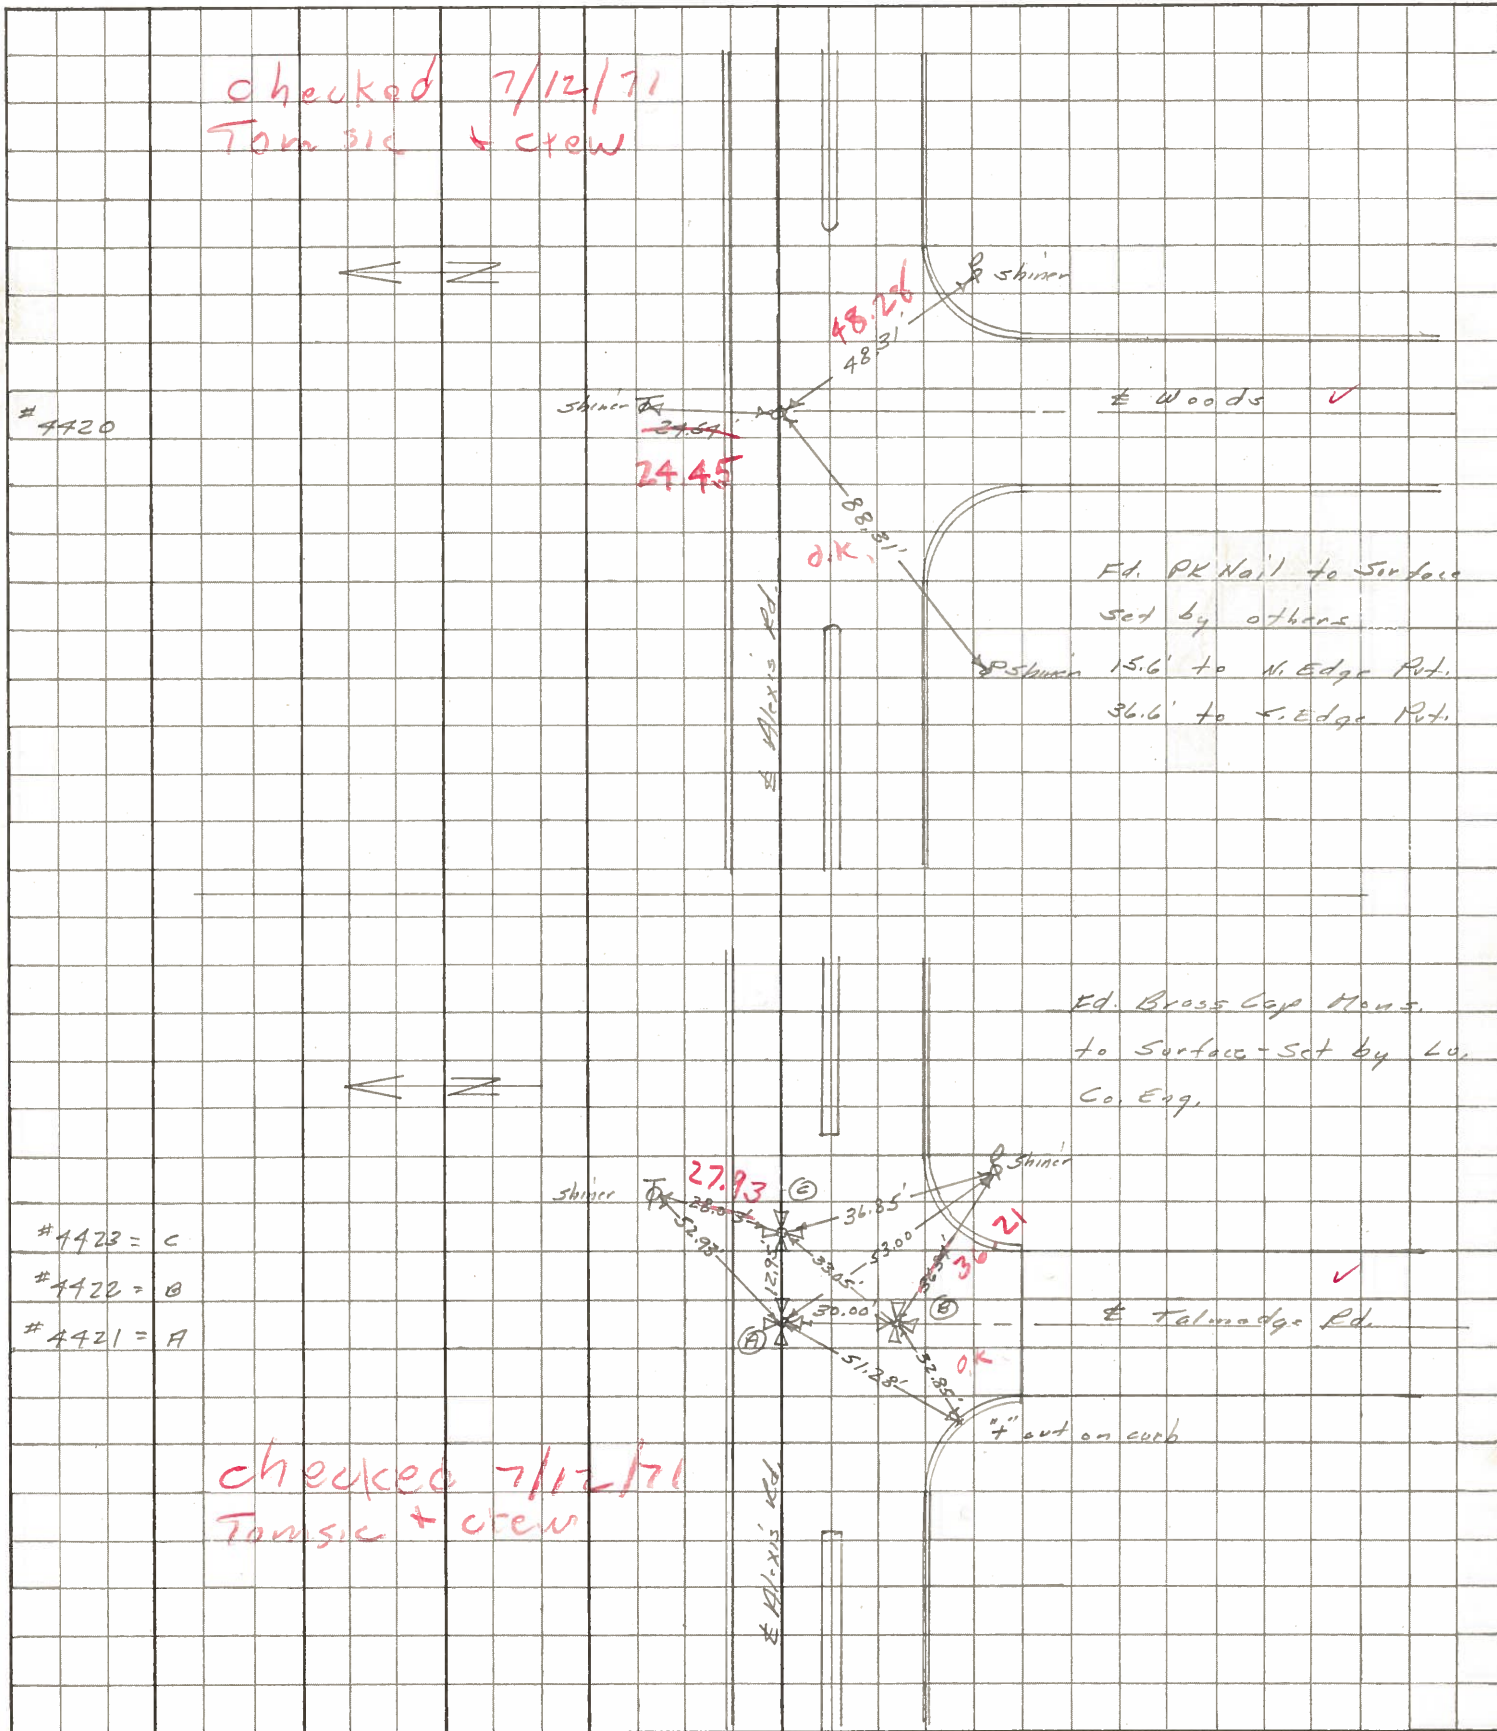 checked 7/12/71
Tomsic + crew
48.26
shiner
48.31'
#4420
shiner
24.64'
24.45
℄ Woods ✓
88.31'
O.K.
Fd. PK Nail to Surface
set by others
shiner
15.6' to N. Edge Pvt.
36.6' to S. Edge Pvt.
℄ Alexis Rd.
N
Fd. Brass Cap Mons.
to Surface - Set by Lu.
Co. Eng.
N
shiner
27.93
C
shiner
28.03'
36.85'
52.93'
53.00'
36.21
#4423 = C
12.95'
33.05'
#4422 = B
30.00'
B
✓
#4421 = A
A
℄ Talmadge Rd.
51.28'
32.85'
O.K
"+" cut on curb
checked 7/12/71
Tomsic + crew
℄ Alexis Rd.